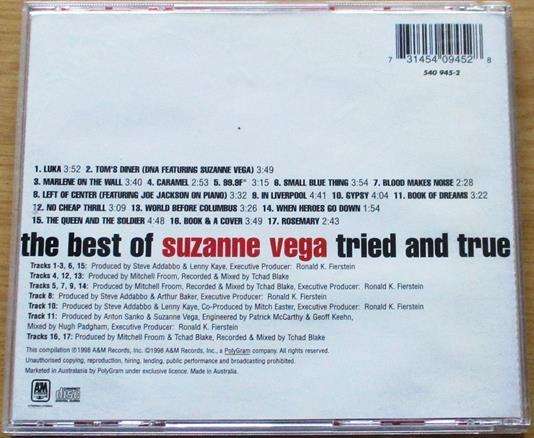 7 31454 09452 8
540 945-2
1. LUKA 3:52 2. TOM'S DINER (DNA FEATURING SUZANNE VEGA) 3:49
3. MARLENE ON THE WALL 3:40 4. CARAMEL 2:53 5. 99.9F° 3:15 6. SMALL BLUE THING 3:54 7. BLOOD MAKES NOISE 2:28
8. LEFT OF CENTER (FEATURING JOE JACKSON ON PIANO) 3:32 9. IN LIVERPOOL 4:41 10. GYPSY 4:04 11. BOOK OF DREAMS 3:22
12. NO CHEAP THRILL 3:09 13. WORLD BEFORE COLUMBUS 3:26 14. WHEN HEROES GO DOWN 1:54
15. THE QUEEN AND THE SOLDIER 4:48 16. BOOK & A COVER 3:49 17. ROSEMARY 2:43
the best of suzanne vega tried and true
Tracks 1-3, 6, 15: Produced by Steve Addabbo & Lenny Kaye, Executive Producer: Ronald K. Fierstein
Tracks 4, 12, 13: Produced by Mitchell Froom, Recorded & Mixed by Tchad Blake
Tracks 5, 7, 9, 14: Produced by Mitchell Froom, Recorded & Mixed by Tchad Blake, Executive Producer: Ronald K. Fierstein
Track 8: Produced by Steve Addabbo & Arthur Baker, Executive Producer: Ronald K. Fierstein
Track 10: Produced by Steve Addabbo & Lenny Kaye, Co-Produced by Mitch Easter, Executive Producer: Ronald K. Fierstein
Track 11: Produced by Anton Sanko & Suzanne Vega, Engineered by Patrick McCarthy & Geoff Keehn,
Mixed by Hugh Padgham, Executive Producer: Ronald K. Fierstein
Tracks 16, 17: Produced by Mitchell Froom & Tchad Blake, Recorded & Mixed by Tchad Blake
This compilation ℗1998 A&M Records, Inc. ©1998 A&M Records, Inc., a PolyGram company. All rights reserved.
Unauthorised copying, reproduction, hiring, lending, public performance and broadcasting prohibited.
Marketed in Australasia by PolyGram under exclusive licence. Made in Australia.
A&M
COMPACT disc